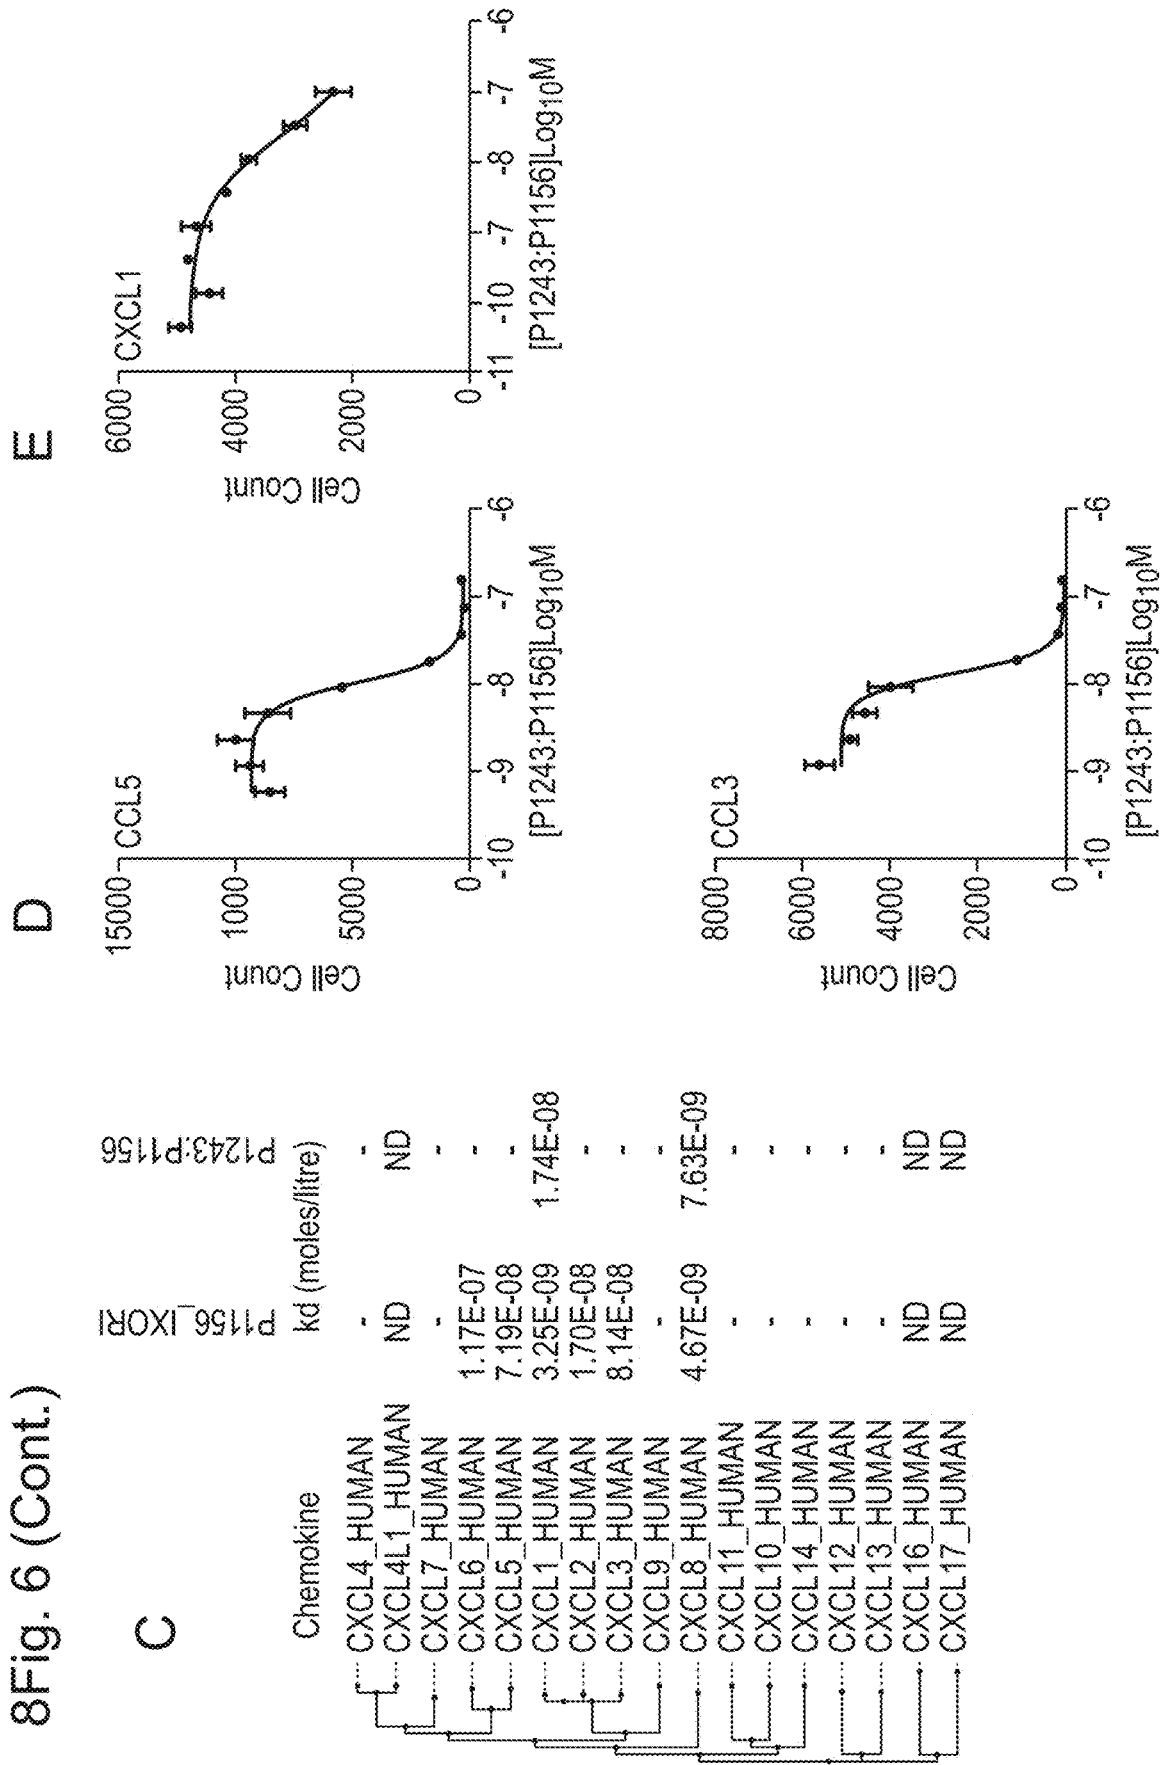 8Fig. 6 (Cont.)
C
Chemokine P1156_IXORI P1243:P1156
kd (moles/litre)
CXCL4_HUMAN - -
CXCL4L1_HUMAN ND ND
CXCL7_HUMAN - -
CXCL6_HUMAN 1.17E-07 -
CXCL5_HUMAN 7.19E-08 -
CXCL1_HUMAN 3.25E-09 1.74E-08
CXCL2_HUMAN 1.70E-08 -
CXCL3_HUMAN 8.14E-08 -
CXCL9_HUMAN - -
CXCL8_HUMAN 4.67E-09 7.63E-09
CXCL11_HUMAN - -
CXCL10_HUMAN - -
CXCL14_HUMAN - -
CXCL12_HUMAN - -
CXCL13_HUMAN - -
CXCL16_HUMAN ND ND
CXCL17_HUMAN ND ND
D
CCL5
Cell Count
15000
1000
5000
0
-10 -9 -8 -7 -6
[P1243:P1156]Log10M
CCL3
Cell Count
8000
6000
4000
2000
0
-10 -9 -8 -7 -6
[P1243:P1156]Log10M
E
CXCL1
Cell Count
6000
4000
2000
0
-11 -10 -7 -8 -7 -6
[P1243:P1156]Log10M